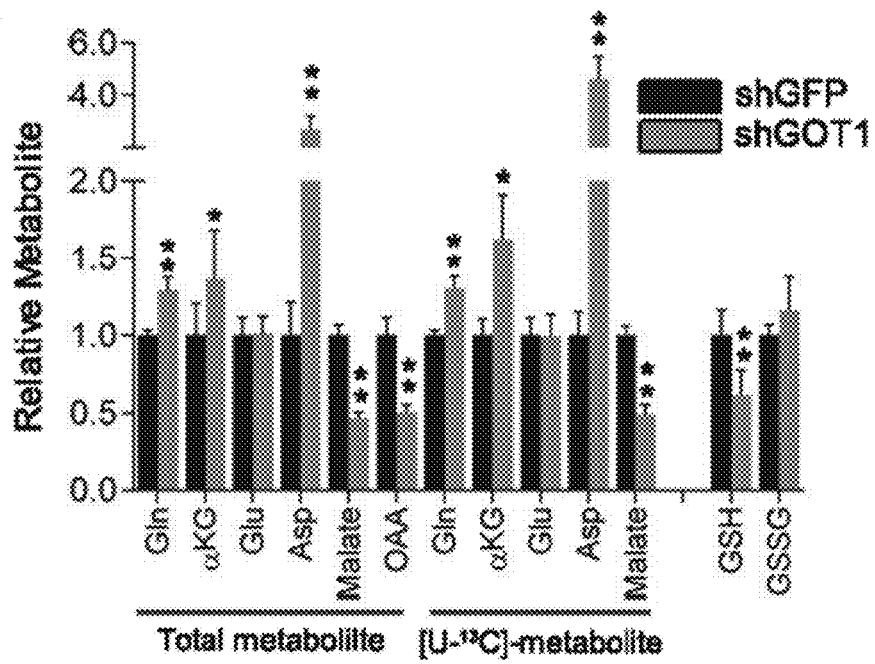 6.0
4.0
2.0
1.5
1.0
0.5
0.0
Relative Metabolite
shGFP
shGOT1
** * ** ** ** ** * ** ** **
Gln αKG Glu Asp Malate OAA Gln αKG Glu Asp Malate GSH GSSG
Total metabolilite [U-¹³C]-metabolite